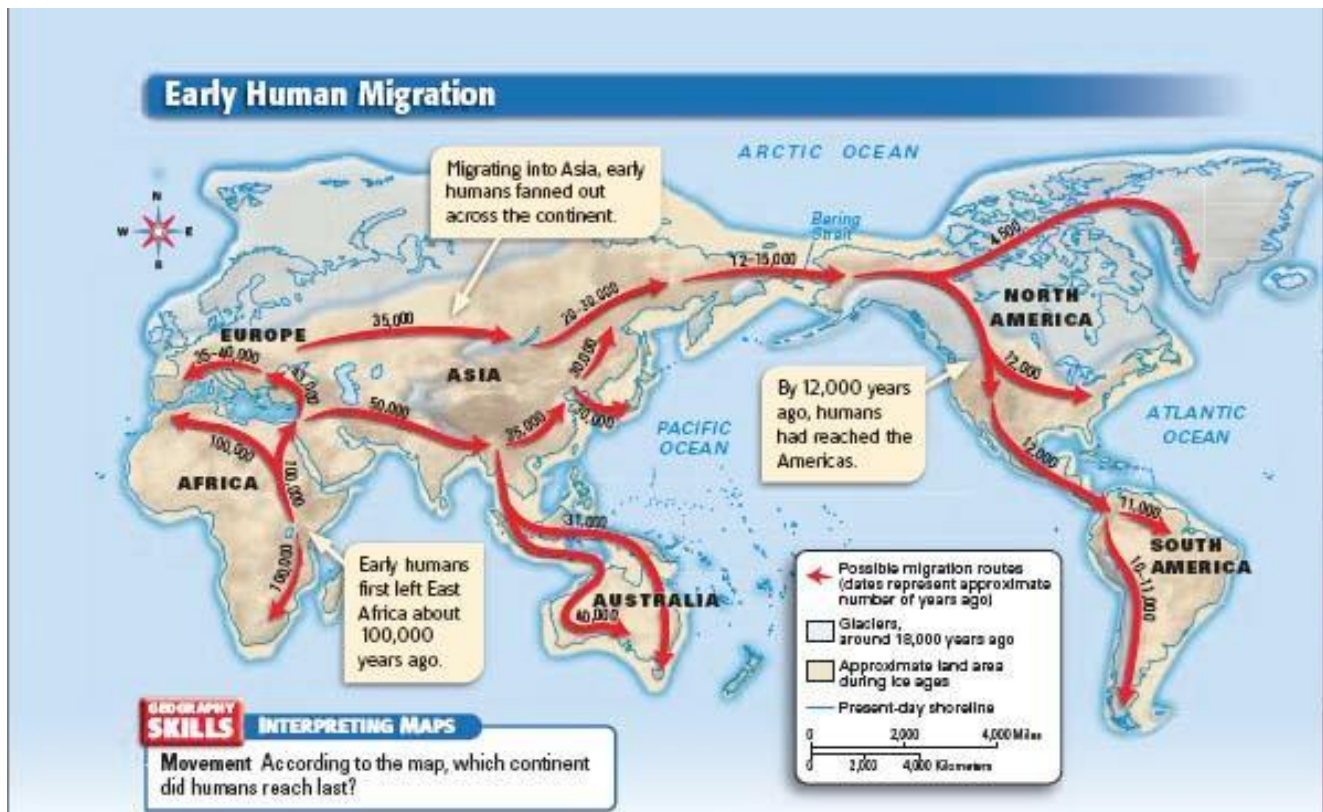 Early Human Migration
ARCTIC OCEAN
Migrating into Asia, early
humans fanned out
across the continent.
Bering
Strait
N
W
E
S
4,500
12–15,000
20–30,000
NORTH
AMERICA
35,000
EUROPE
35–40,000
ASIA
30,000
12,000
50,000
By 12,000 years
ago, humans
had reached the
Americas.
ATLANTIC
OCEAN
PACIFIC
OCEAN
35,000
100,000
12,000
AFRICA
100,000
11,000
SOUTH
AMERICA
31,000
100,000
Early humans
first left East
Africa about
100,000
years ago.
AUSTRALIA
40,000
10–11,000
Possible migration routes
(dates represent approximate
number of years ago)
Glaciers,
around 18,000 years ago
Approximate land area
during ice ages
Present-day shoreline
0 2,000 4,000 Miles
0 2,000 4,000 Kilometers
GEOGRAPHY
SKILLS INTERPRETING MAPS
Movement According to the map, which continent
did humans reach last?